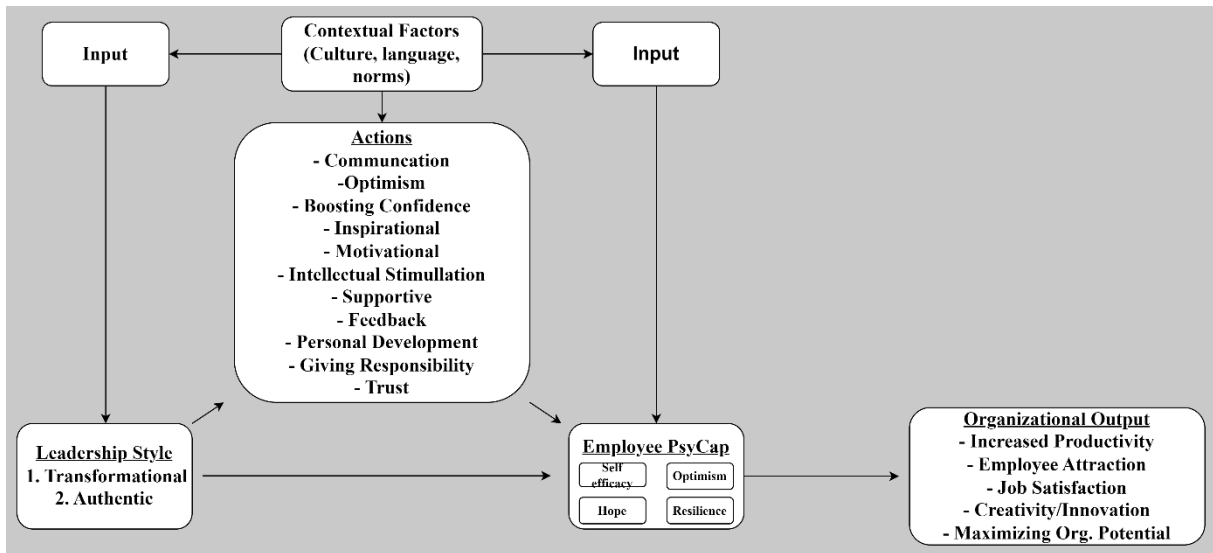 Input
Contextual Factors
(Culture, language,
norms)
Input
Actions
- Communcation
-Optimism
- Boosting Confidence
- Inspirational
- Motivational
- Intellectual Stimullation
- Supportive
- Feedback
- Personal Development
- Giving Responsibility
- Trust
Leadership Style
1. Transformational
2. Authentic
Employee PsyCap
Self
efficacy
Optimism
Hope
Resilience
Organizational Output
- Increased Productivity
- Employee Attraction
- Job Satisfaction
- Creativity/Innovation
- Maximizing Org. Potential